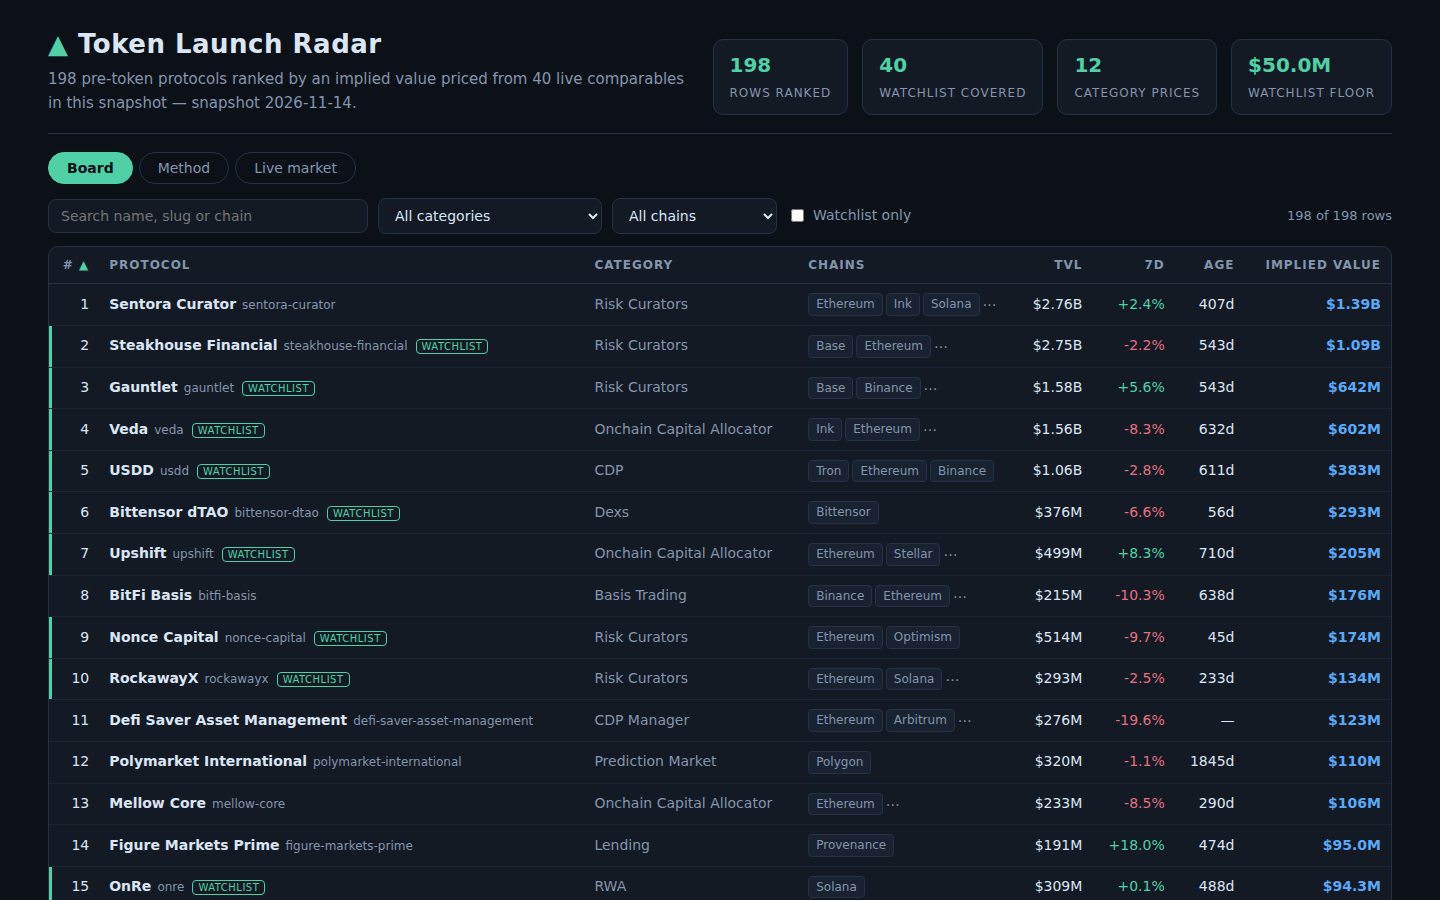 ▲ Token Launch Radar
198 pre-token protocols ranked by an implied value priced from 40 live comparables
in this snapshot — snapshot 2026-11-14.
198
ROWS RANKED
40
WATCHLIST COVERED
12
CATEGORY PRICES
$50.0M
WATCHLIST FLOOR
Board Method Live market
Search name, slug or chain All categories All chains Watchlist only 198 of 198 rows
# ▲ PROTOCOL CATEGORY CHAINS TVL 7D AGE IMPLIED VALUE
1 Sentora Curator sentora-curator Risk Curators Ethereum Ink Solana ... $2.76B +2.4% 407d $1.39B
2 Steakhouse Financial steakhouse-financial WATCHLIST Risk Curators Base Ethereum ... $2.75B -2.2% 543d $1.09B
3 Gauntlet gauntlet WATCHLIST Risk Curators Base Binance ... $1.58B +5.6% 543d $642M
4 Veda veda WATCHLIST Onchain Capital Allocator Ink Ethereum ... $1.56B -8.3% 632d $602M
5 USDD usdd WATCHLIST CDP Tron Ethereum Binance $1.06B -2.8% 611d $383M
6 Bittensor dTAO bittensor-dtao WATCHLIST Dexs Bittensor $376M -6.6% 56d $293M
7 Upshift upshift WATCHLIST Onchain Capital Allocator Ethereum Stellar ... $499M +8.3% 710d $205M
8 BitFi Basis bitfi-basis Basis Trading Binance Ethereum ... $215M -10.3% 638d $176M
9 Nonce Capital nonce-capital WATCHLIST Risk Curators Ethereum Optimism $514M -9.7% 45d $174M
10 RockawayX rockawayx WATCHLIST Risk Curators Ethereum Solana ... $293M -2.5% 233d $134M
11 Defi Saver Asset Management defi-saver-asset-management CDP Manager Ethereum Arbitrum ... $276M -19.6% — $123M
12 Polymarket International polymarket-international Prediction Market Polygon $320M -1.1% 1845d $110M
13 Mellow Core mellow-core Onchain Capital Allocator Ethereum ... $233M -8.5% 290d $106M
14 Figure Markets Prime figure-markets-prime Lending Provenance $191M +18.0% 474d $95.0M
15 OnRe onre WATCHLIST RWA Solana $309M +0.1% 488d $94.3M